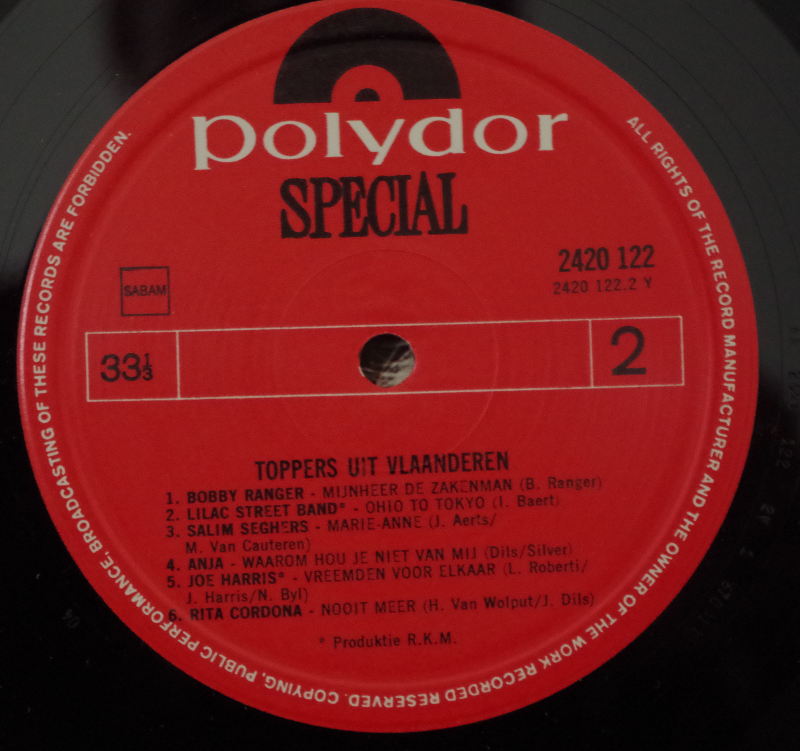 polydor
SPECIAL
2420 122
2420 122.2 Y
SABAM
33⅓
2
TOPPERS UIT VLAANDEREN
1. BOBBY RANGER - MIJNHEER DE ZAKENMAN (B. Ranger)
2. LILAC STREET BAND* - OHIO TO TOKYO (I. Baert)
3. SALIM SEGHERS - MARIE-ANNE (J. Aerts/
M. Van Cauteren)
4. ANJA - WAAROM HOU JE NIET VAN MIJ (Dils/Silver)
5. JOE HARRIS* - VREEMDEN VOOR ELKAAR (L. Roberti/
J. Harris/N. Byl)
6. RITA CORDONA - NOOIT MEER (H. Van Wolput/J. Dils)
* Produktie R.K.M.
ALL RIGHTS OF THE RECORD MANUFACTURER AND THE OWNER OF THE WORK RECORDED RESERVED. COPYING, PUBLIC PERFORMANCE, BROADCASTING OF THESE RECORDS ARE FORBIDDEN.